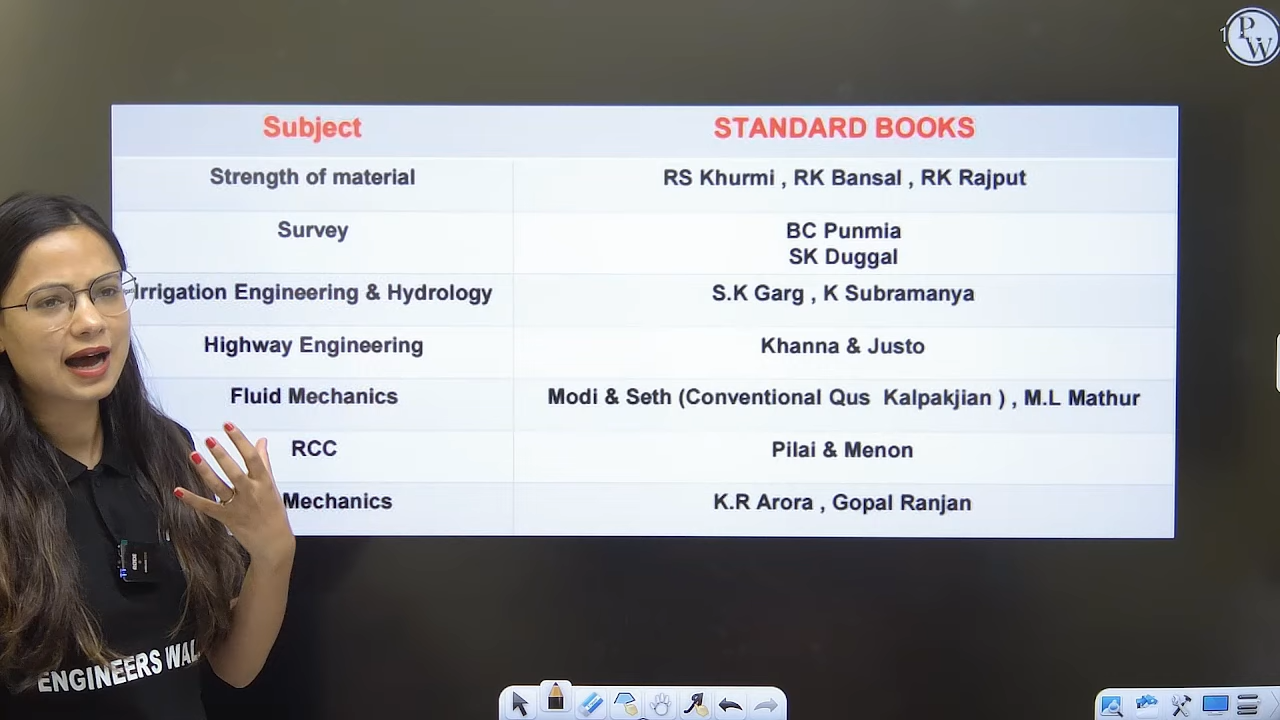 P
W
Subject STANDARD BOOKS
Strength of material RS Khurmi , RK Bansal , RK Rajput
Survey BC Punmia
SK Duggal
Irrigation Engineering & Hydrology S.K Garg , K Subramanya
Highway Engineering Khanna & Justo
Fluid Mechanics Modi & Seth (Conventional Qus Kalpakjian ) , M.L Mathur
RCC Pilai & Menon
Mechanics K.R Arora , Gopal Ranjan
ENGINEERS WAL